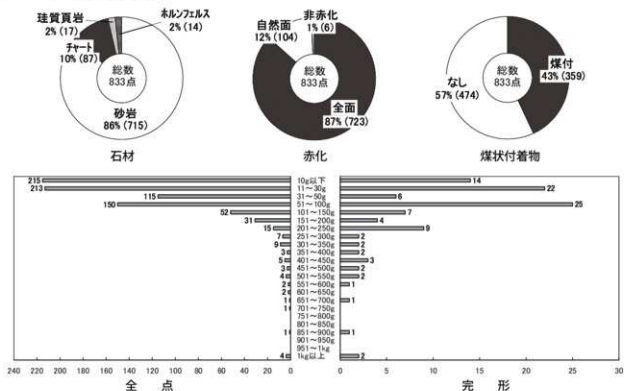 珪質頁岩
2% (17)
ホルンフェルス
2% (14)
チャート
10% (87)
総数
833点
砂岩
86% (715)
石材
自然面
12% (104)
非赤化
1% (6)
総数
833点
全面
87% (723)
赤化
なし
57% (474)
煤付
43% (359)
総数
833点
煤状付着物
215 10g以下 14
213 11～30g 22
115 31～50g 6
150 51～100g 25
52 101～150g 7
31 151～200g 4
15 201～250g 9
7 251～300g 2
9 301～350g 2
3 351～400g 2
5 401～450g 3
3 451～500g 2
4 501～550g 2
2 551～600g 1
2 601～650g
1 651～700g 1
1 701～750g
751～800g
801～850g
1 851～900g 1
901～950g
951～1kg
4 1kg以上 2
240 220 200 180 160 140 120 100 80 60 40 20 0
0 5 10 15 20 25 30
全点
完形